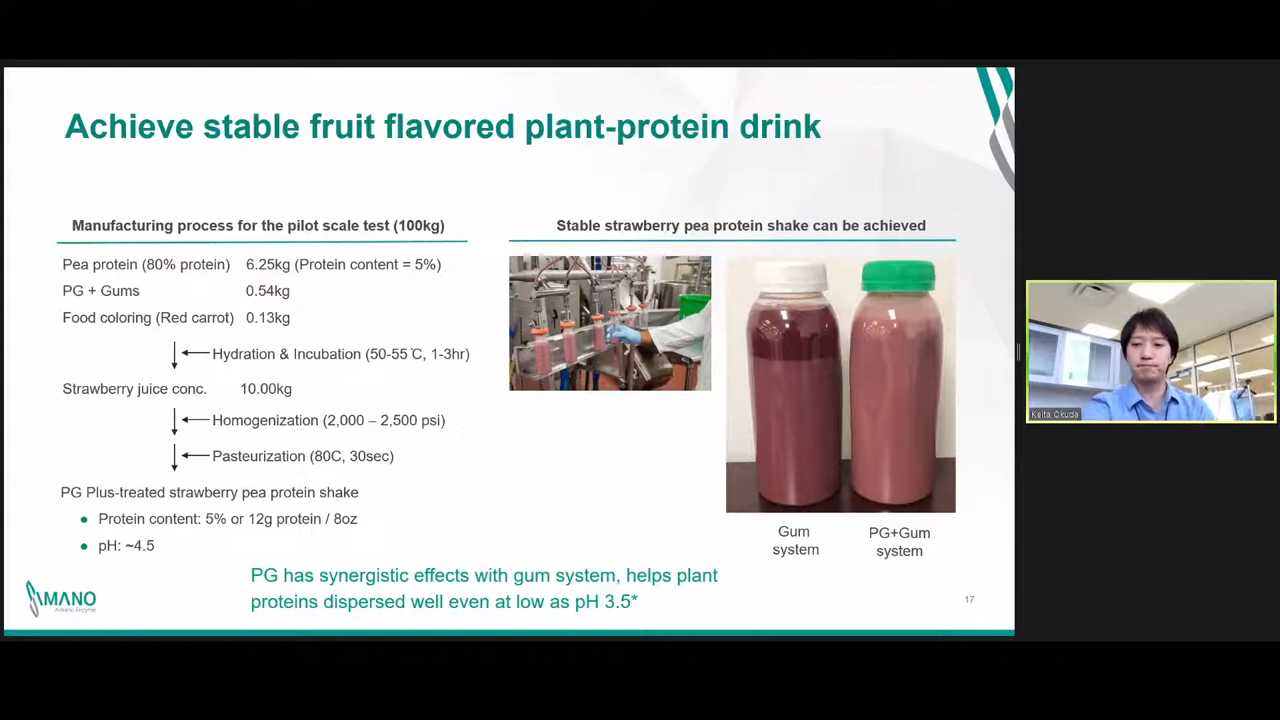 Achieve stable fruit flavored plant-protein drink
Manufacturing process for the pilot scale test (100kg)
Pea protein (80% protein) 6.25kg (Protein content = 5%)
PG + Gums 0.54kg
Food coloring (Red carrot) 0.13kg
Hydration & Incubation (50-55℃, 1-3hr)
Strawberry juice conc. 10.00kg
Homogenization (2,000 – 2,500 psi)
Pasteurization (80C, 30sec)
PG Plus-treated strawberry pea protein shake
• Protein content: 5% or 12g protein / 8oz
• pH: ~4.5
Stable strawberry pea protein shake can be achieved
Gum
system
PG+Gum
system
PG has synergistic effects with gum system, helps plant
proteins dispersed well even at low as pH 3.5*
AMANO
Amano Enzyme
17
Keita Okuda